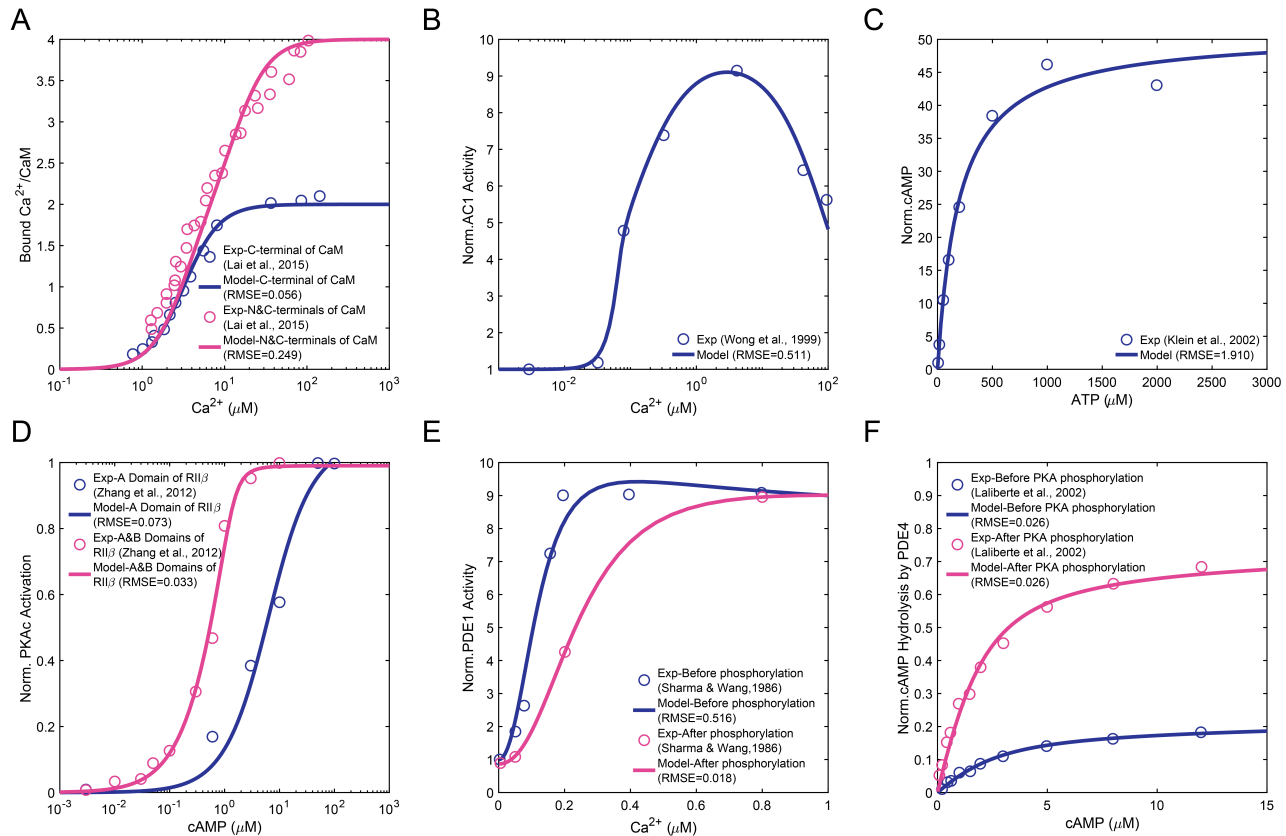 A
4
3.5
3
2.5
2
1.5
1
0.5
0
Bound Ca2+/CaM
Exp-C-terminal of CaM
(Lai et al., 2015)
Model-C-terminal of CaM
(RMSE=0.056)
Exp-N&C-terminals of CaM
(Lai et al., 2015)
Model-N&C-terminals of CaM
(RMSE=0.249)
10-1 100 101 102 103
Ca2+ (μM)
B
10
9
8
7
6
5
4
3
2
1
Norm.AC1 Activity
Exp (Wong et al., 1999)
Model (RMSE=0.511)
10-2 100 102
Ca2+ (μM)
C
50
45
40
35
30
25
20
15
10
5
0
Norm.cAMP
Exp (Klein et al., 2002)
Model (RMSE=1.910)
0 500 1000 1500 2000 2500 3000
ATP (μM)
D
1
0.8
0.6
0.4
0.2
0
Norm. PKAc Activation
Exp-A Domain of RIIβ
(Zhang et al., 2012)
Model-A Domain of RIIβ
(RMSE=0.073)
Exp-A&B Domains of
RIIβ (Zhang et al., 2012)
Model-A&B Domains of
RIIβ (RMSE=0.033)
10-3 10-2 10-1 100 101 102 103
cAMP (μM)
E
10
9
8
7
6
5
4
3
2
1
0
Norm.PDE1 Activity
Exp-Before phosphorylation
(Sharma & Wang,1986)
Model-Before phosphorylation
(RMSE=0.516)
Exp-After phosphorylation
(Sharma & Wang,1986)
Model-After phosphorylation
(RMSE=0.018)
0 0.2 0.4 0.6 0.8 1
Ca2+ (μM)
F
1
0.9
0.8
0.7
0.6
0.5
0.4
0.3
0.2
0.1
0
Norm.cAMP Hydrolysis by PDE4
Exp-Before PKA phosphorylation
(Laliberte et al., 2002)
Model-Before PKA phosphorylation
(RMSE=0.026)
Exp-After PKA phosphorylation
(Laliberte et al., 2002)
Model-After PKA phosphorylation
(RMSE=0.026)
0 5 10 15
cAMP (μM)